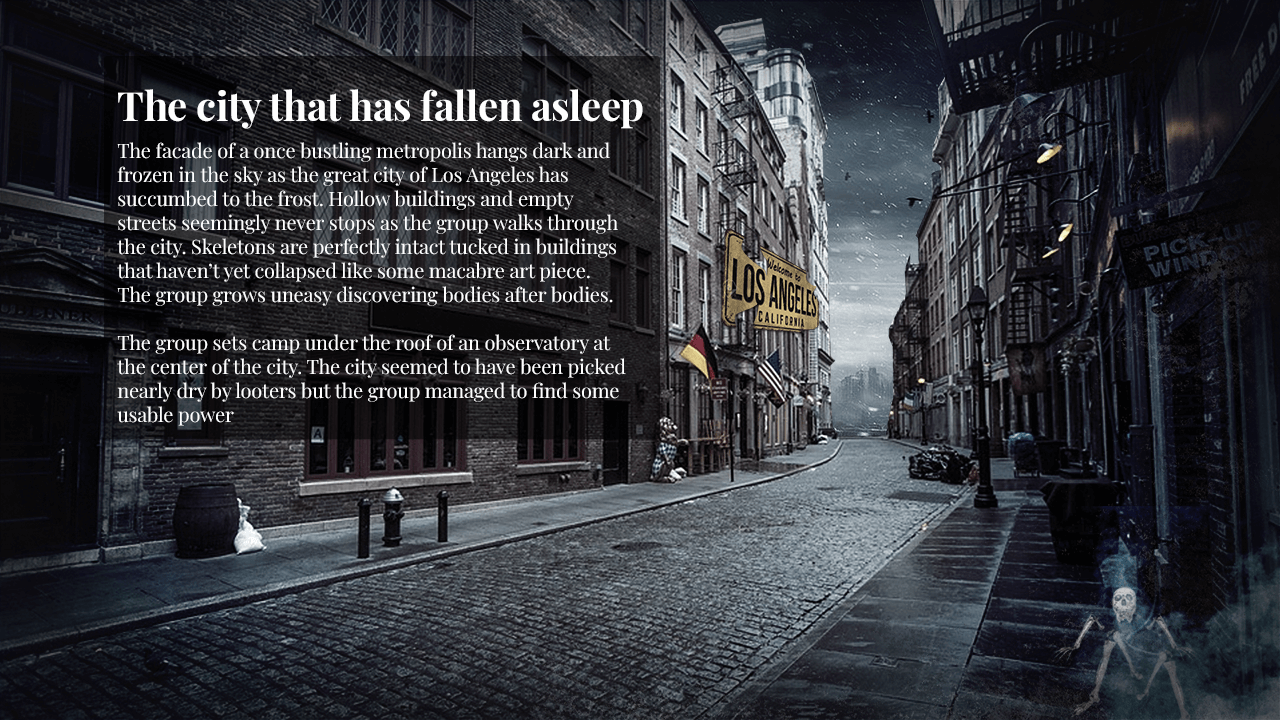 The city that has fallen asleep
The facade of a once bustling metropolis hangs dark and
frozen in the sky as the great city of Los Angeles has
succumbed to the frost. Hollow buildings and empty
streets seemingly never stops as the group walks through
the city. Skeletons are perfectly intact tucked in buildings
that haven't yet collapsed like some macabre art piece.
The group grows uneasy discovering bodies after bodies.
The group sets camp under the roof of an observatory at
the center of the city. The city seemed to have been picked
nearly dry by looters but the group managed to find some
usable power
Welcome to
LOS ANGELES
CALIFORNIA
FREE
PICK-UP
A